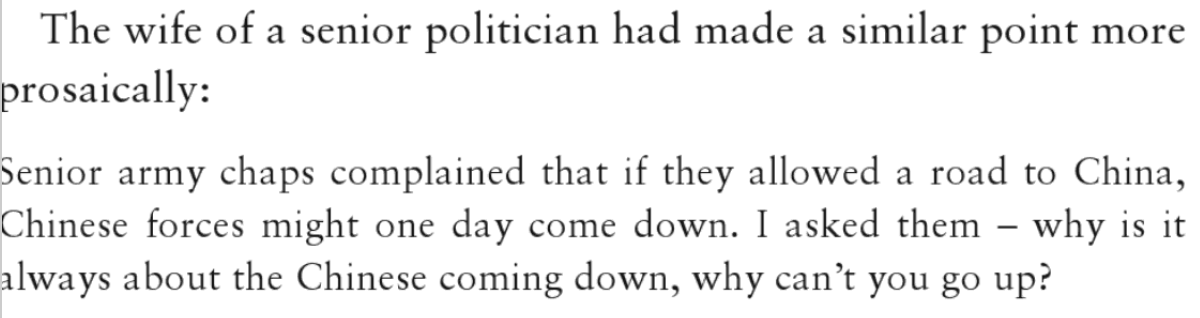 The wife of a senior politician had made a similar point more
prosaically:
Senior army chaps complained that if they allowed a road to China,
Chinese forces might one day come down. I asked them – why is it
always about the Chinese coming down, why can’t you go up?